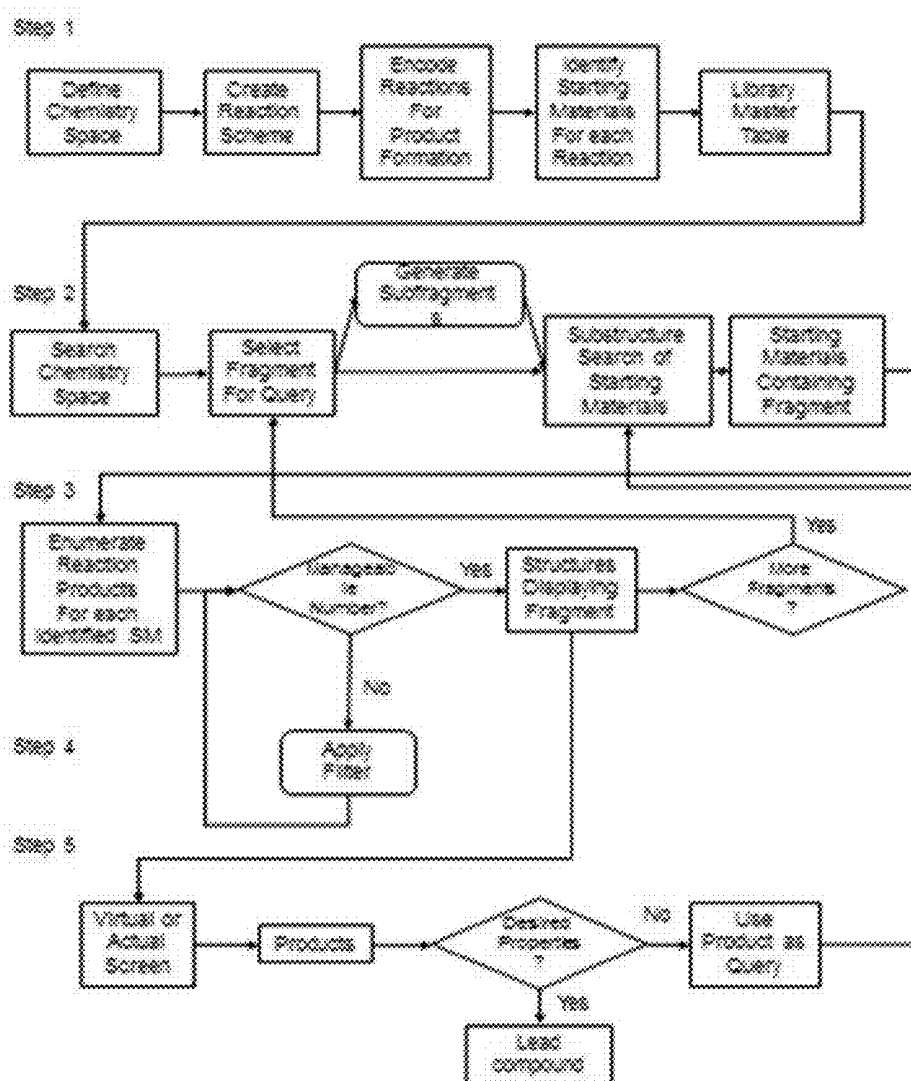 Step 1
Define
Chemistry
Space
Create
Reaction
Scheme
Encode
Reactions
For
Product
Formation
Identify
Starting
Materials
For each
Reaction
Library
Master
Table
Step 2
Search
Chemistry
Space
Select
Fragment
For Query
Generate
Subfragment
s
Substructure
Search of
Starting
Materials
Starting
Materials
Containing
Fragment
Step 3
Enumerate
Reaction
Products
For each
Identified SM
Manageab
le
Number?
Yes
No
Structures
Displaying
Fragment
More
Fragments
?
Yes
Step 4
Apply
Filter
Step 5
Virtual or
Actual
Screen
Products
Desired
Properties
?
No
Yes
Use
Product as
Query
Lead
compound